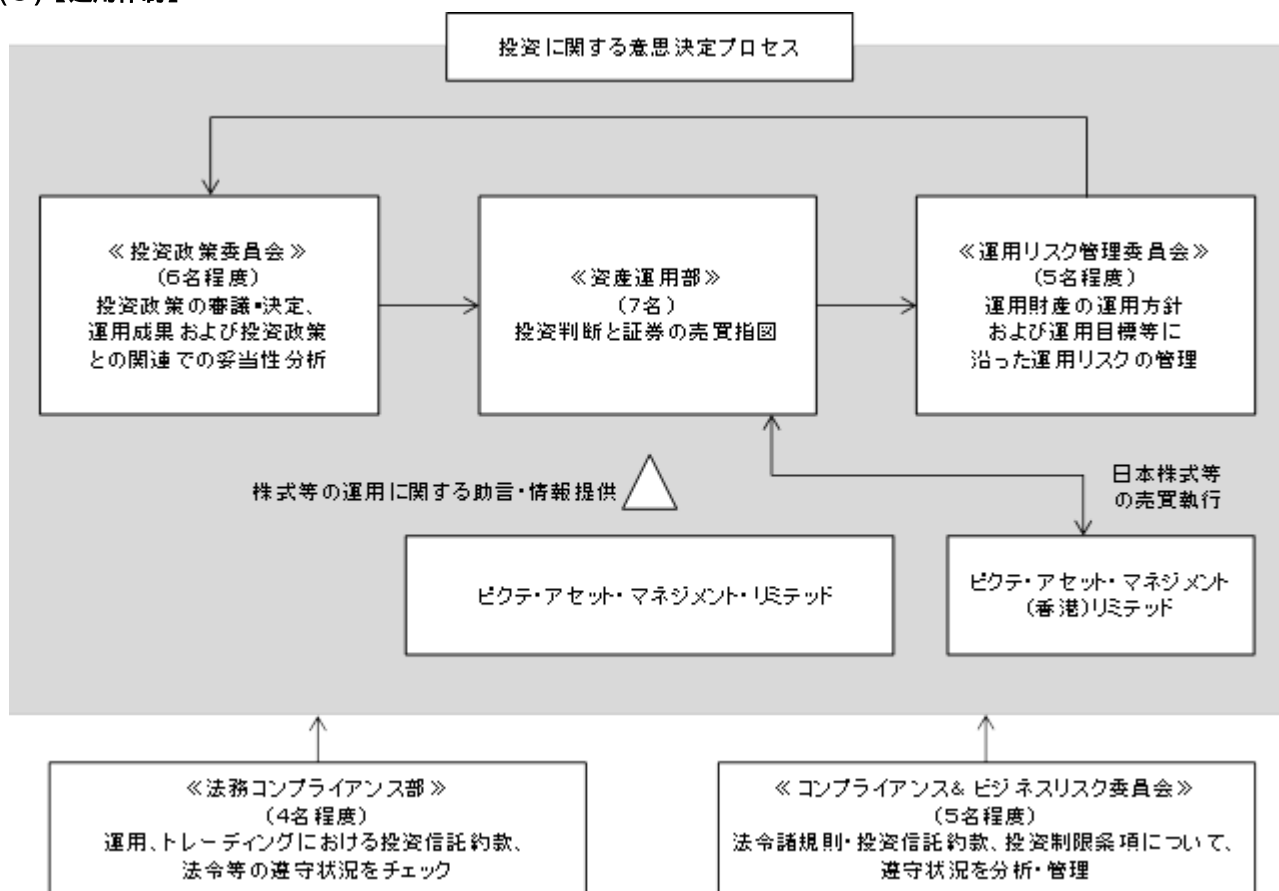 投資に関する意思決定プロセス
≪投資政策委員会≫
(6名程度)
投資政策の審議・決定、
運用成果および投資政策
との関連での妥当性分析
≪資産運用部≫
(7名)
投資判断と証券の売買指図
≪運用リスク管理委員会≫
(5名程度)
運用財産の運用方針
および運用目標等に
沿った運用リスクの管理
株式等の運用に関する助言・情報提供
日本株式等
の売買執行
ピクテ・アセット・マネジメント・リミテッド
ピクテ・アセット・マネジメント
(香港)リミテッド
≪法務コンプライアンス部≫
(4名程度)
運用、トレーディングにおける投資信託約款、
法令等の遵守状況をチェック
≪コンプライアンス&ビジネスリスク委員会≫
(5名程度)
法令諸規則・投資信託約款、投資制限条項について、
遵守状況を分析・管理